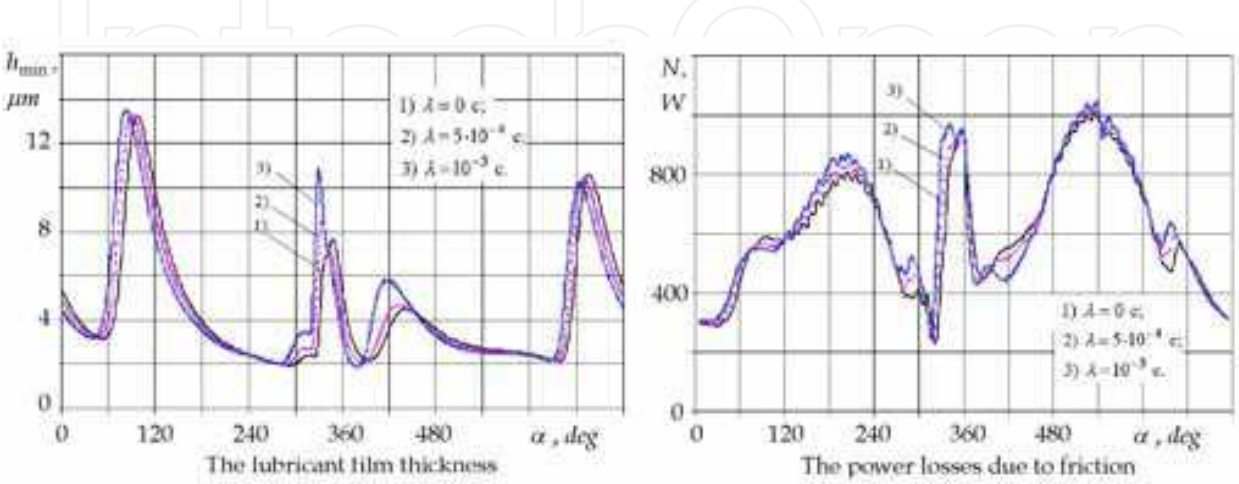 h min,
μm
12
8
4
0
0 120 240 360 480 α, deg
1) λ = 0 c;
2) λ=5·10⁻⁴ c;
3) λ=10⁻³ c.
3)
2)
1)
The lubricant film thickness
N,
W
800
400
0
0 120 240 360 480 α, deg
3)
2)
1)
1) λ=0 c;
2) λ=5·10⁻⁴ c;
3) λ=10⁻³ c.
The power losses due to friction